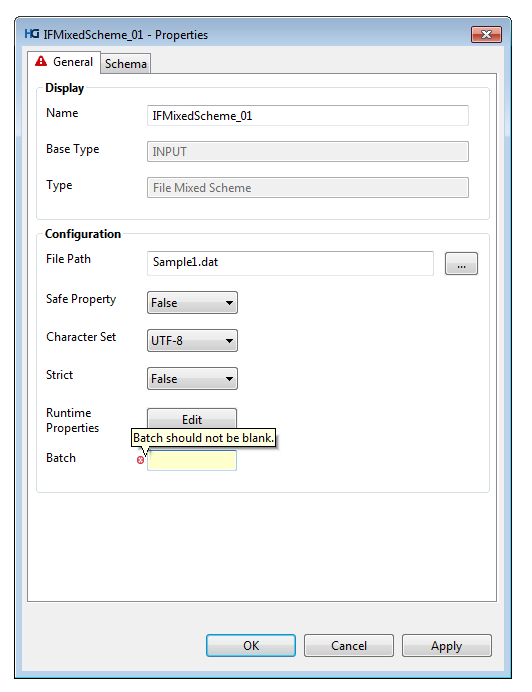 HG IFMixedScheme_01 - Properties
General Schema
Display
Name IFMixedScheme_01
Base Type INPUT
Type File Mixed Scheme
Configuration
File Path Sample1.dat ...
Safe Property False
Character Set UTF-8
Strict False
Runtime
Properties
Edit
Batch should not be blank.
Batch
OK Cancel Apply